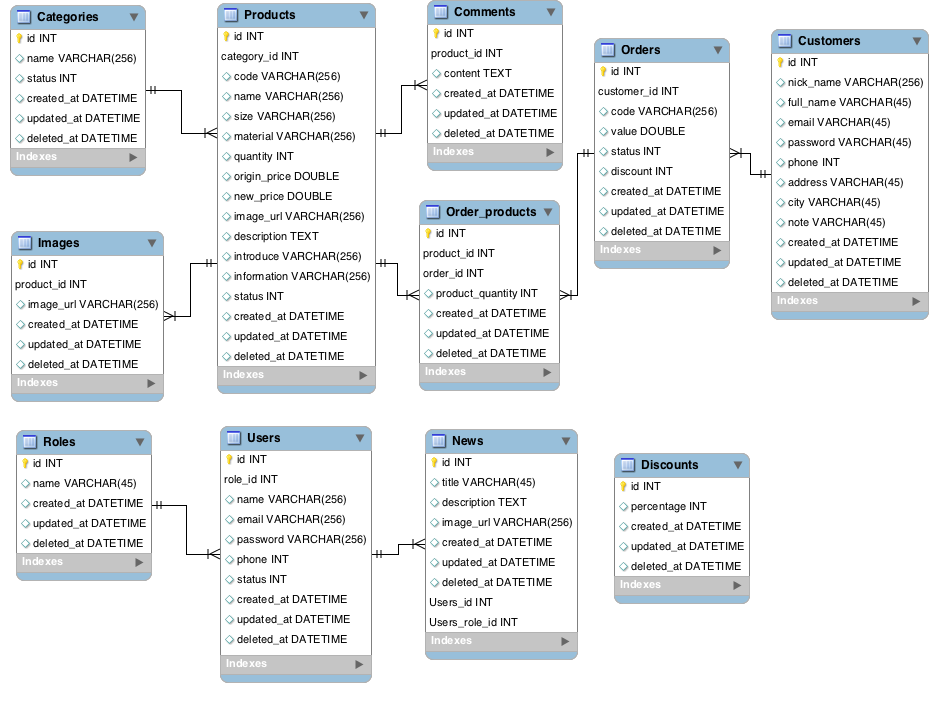 Categories
id INT
name VARCHAR(256)
status INT
created_at DATETIME
updated_at DATETIME
deleted_at DATETIME
Indexes
Products
id INT
category_id INT
code VARCHAR(256)
name VARCHAR(256)
size VARCHAR(256)
material VARCHAR(256)
quantity INT
origin_price DOUBLE
new_price DOUBLE
image_url VARCHAR(256)
description TEXT
introduce VARCHAR(256)
information VARCHAR(256)
status INT
created_at DATETIME
updated_at DATETIME
deleted_at DATETIME
Indexes
Comments
id INT
product_id INT
content TEXT
created_at DATETIME
updated_at DATETIME
deleted_at DATETIME
Indexes
Orders
id INT
customer_id INT
code VARCHAR(256)
value DOUBLE
status INT
discount INT
created_at DATETIME
updated_at DATETIME
deleted_at DATETIME
Indexes
Customers
id INT
nick_name VARCHAR(256)
full_name VARCHAR(45)
email VARCHAR(45)
password VARCHAR(45)
phone INT
address VARCHAR(45)
city VARCHAR(45)
note VARCHAR(45)
created_at DATETIME
updated_at DATETIME
deleted_at DATETIME
Indexes
Images
id INT
product_id INT
image_url VARCHAR(256)
created_at DATETIME
updated_at DATETIME
deleted_at DATETIME
Indexes
Order_products
id INT
product_id INT
order_id INT
product_quantity INT
created_at DATETIME
updated_at DATETIME
deleted_at DATETIME
Indexes
Roles
id INT
name VARCHAR(45)
created_at DATETIME
updated_at DATETIME
deleted_at DATETIME
Indexes
Users
id INT
role_id INT
name VARCHAR(256)
email VARCHAR(256)
password VARCHAR(256)
phone INT
status INT
created_at DATETIME
updated_at DATETIME
deleted_at DATETIME
Indexes
News
id INT
title VARCHAR(45)
description TEXT
image_url VARCHAR(256)
created_at DATETIME
updated_at DATETIME
deleted_at DATETIME
Users_id INT
Users_role_id INT
Indexes
Discounts
id INT
percentage INT
created_at DATETIME
updated_at DATETIME
deleted_at DATETIME
Indexes